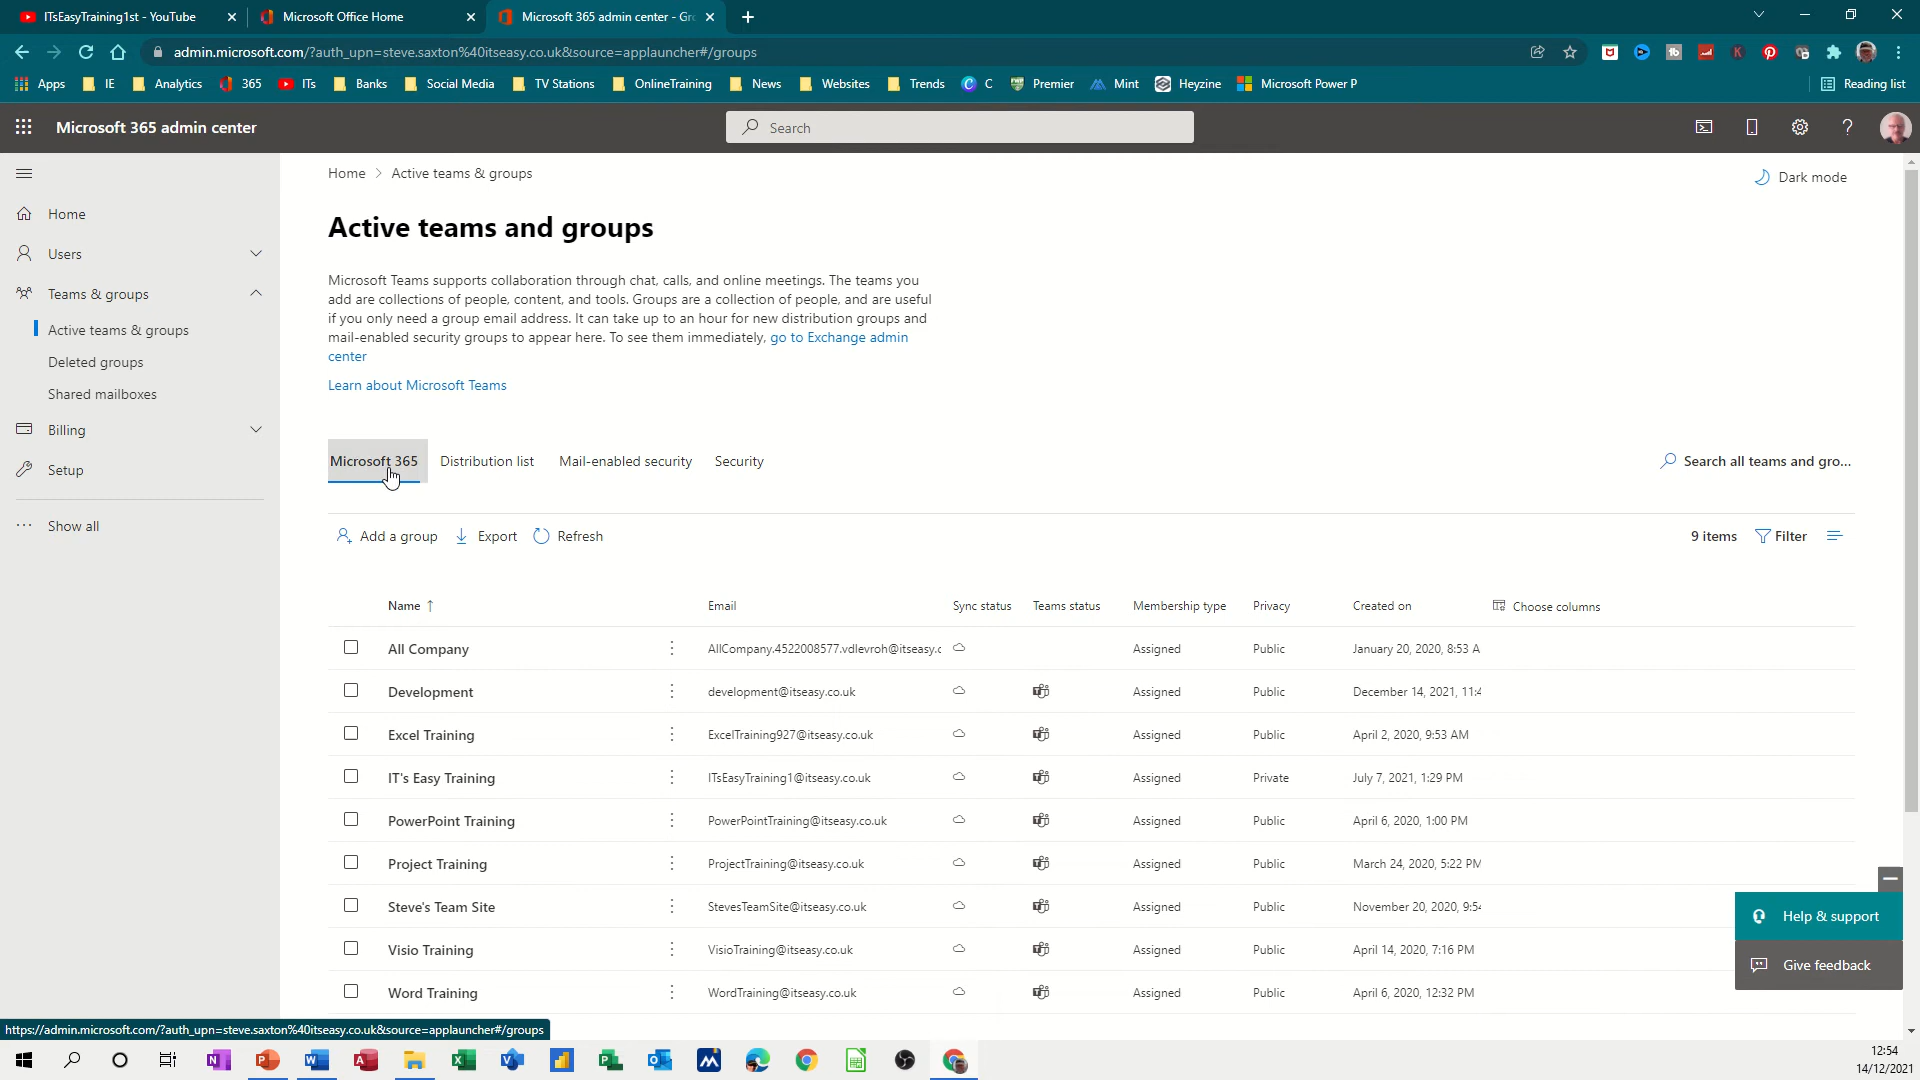 ITsEasyTraining1st - YouTube
Microsoft Office Home
Microsoft 365 admin center - Gr
admin.microsoft.com/?auth_upn=steve.saxton%40itseasy.co.uk&source=applauncher#/groups
Apps IE Analytics 365 ITs Banks Social Media TV Stations OnlineTraining News Websites Trends C Premier Mint Heyzine Microsoft Power P Reading list
Microsoft 365 admin center
Search
Home
Users
Teams & groups
Active teams & groups
Deleted groups
Shared mailboxes
Billing
Setup
Show all
Home > Active teams & groups
Dark mode
Active teams and groups
Microsoft Teams supports collaboration through chat, calls, and online meetings. The teams you
add are collections of people, content, and tools. Groups are a collection of people, and are useful
if you only need a group email address. It can take up to an hour for new distribution groups and
mail-enabled security groups to appear here. To see them immediately, go to Exchange admin
center
Learn about Microsoft Teams
Microsoft 365 Distribution list Mail-enabled security Security
Search all teams and gro...
Add a group Export Refresh
9 items Filter
Name ↑ Email Sync status Teams status Membership type Privacy Created on Choose columns
All Company AllCompany.4522008577.vdlevroh@itseasy.c Assigned Public January 20, 2020, 8:53 A
Development development@itseasy.co.uk Assigned Public December 14, 2021, 11:4
Excel Training ExcelTraining927@itseasy.co.uk Assigned Public April 2, 2020, 9:53 AM
IT's Easy Training ITsEasyTraining1@itseasy.co.uk Assigned Private July 7, 2021, 1:29 PM
PowerPoint Training PowerPointTraining@itseasy.co.uk Assigned Public April 6, 2020, 1:00 PM
Project Training ProjectTraining@itseasy.co.uk Assigned Public March 24, 2020, 5:22 PM
Steve's Team Site StevesTeamSite@itseasy.co.uk Assigned Public November 20, 2020, 9:54
Visio Training VisioTraining@itseasy.co.uk Assigned Public April 14, 2020, 7:16 PM
Word Training WordTraining@itseasy.co.uk Assigned Public April 6, 2020, 12:32 PM
Help & support
Give feedback
https://admin.microsoft.com/?auth_upn=steve.saxton%40itseasy.co.uk&source=applauncher#/groups
12:54
14/12/2021